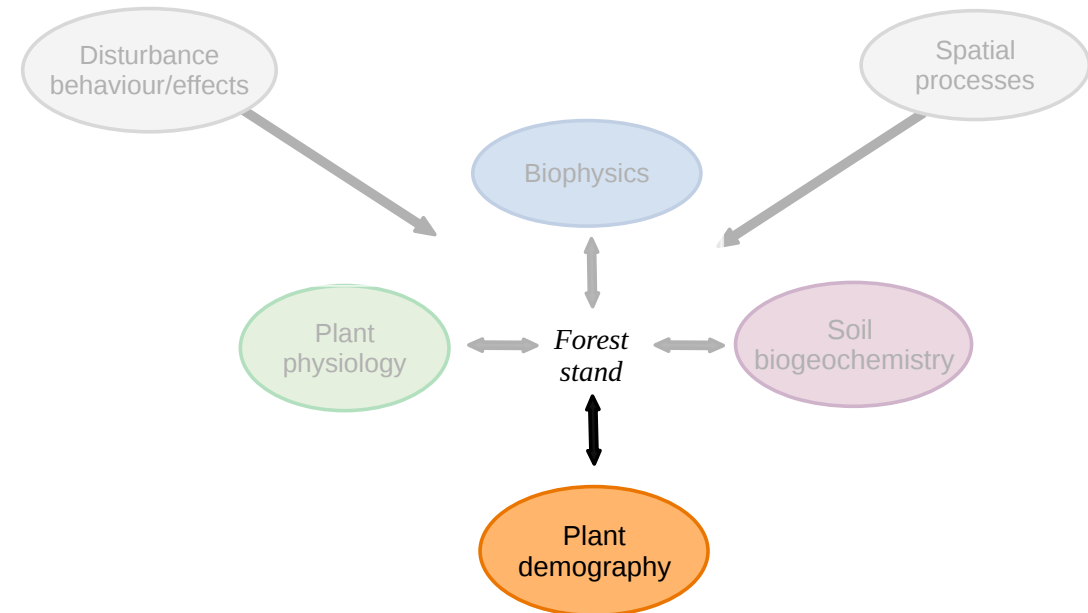 Disturbance
behaviour/effects
Spatial
processes
Biophysics
Plant
physiology
Forest
stand
Soil
biogeochemistry
Plant
demography